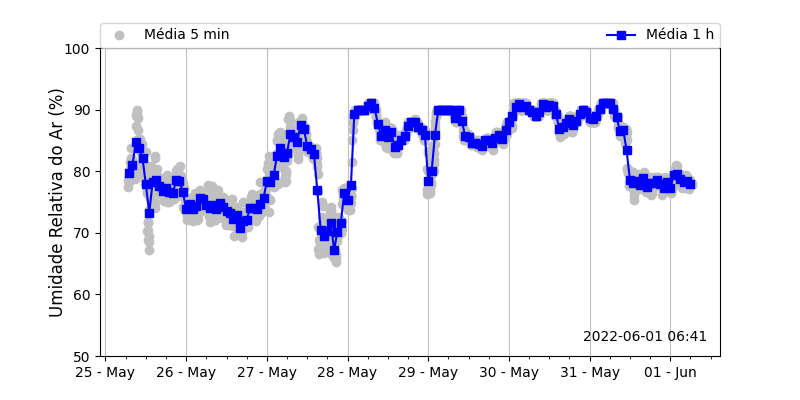 Média 5 min
Média 1 h
Umidade Relativa do Ar (%)
100
90
80
70
60
50
2022-06-01 06:41
25 - May
26 - May
27 - May
28 - May
29 - May
30 - May
31 - May
01 - Jun